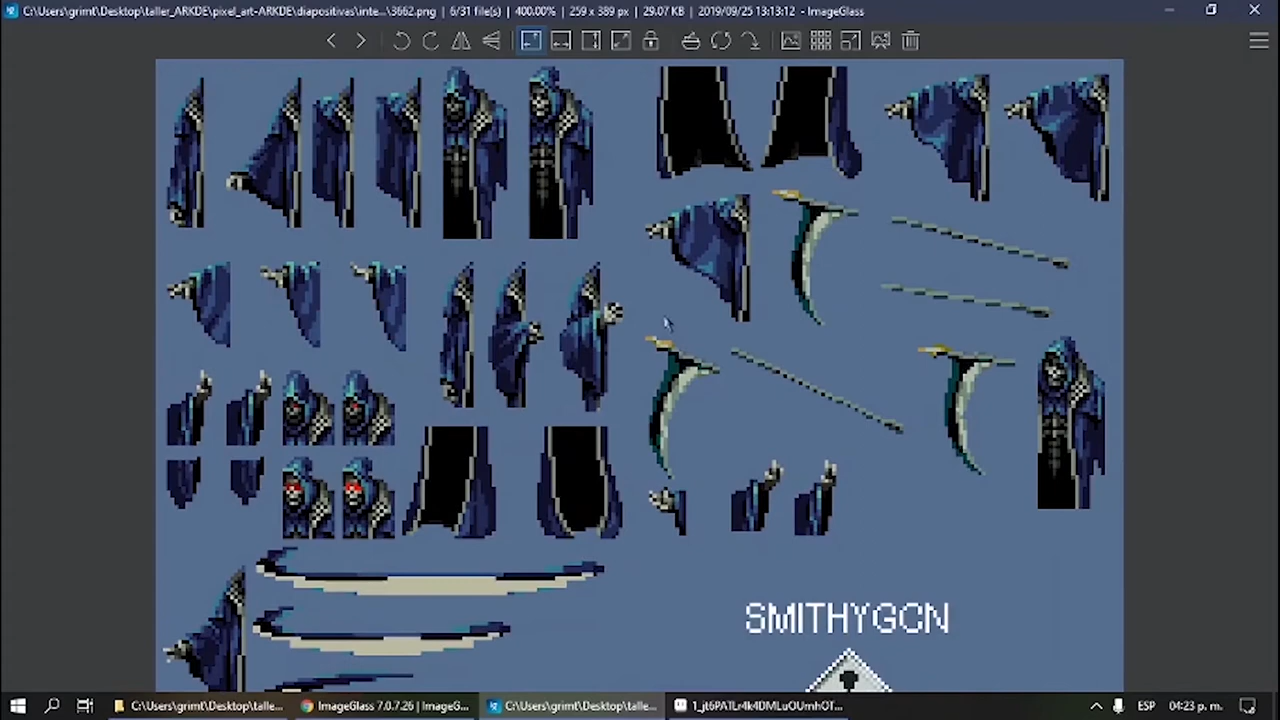 C:\Users\grimt\Desktop\taller_ARKDE\pixel_art-ARKDE\diapositivas\inte...\3662.png | 6/31 file(s) | 400.00% | 259 x 389 px | 29.07 KB | 2019/09/25 13:13:12 - ImageGlass
SMITHYGCN
C:\Users\grimt\Desktop\talle... ImageGlass 7.0.7.26 | ImageG... C:\Users\grimt\Desktop\talle... ESP 04:23 p. m.